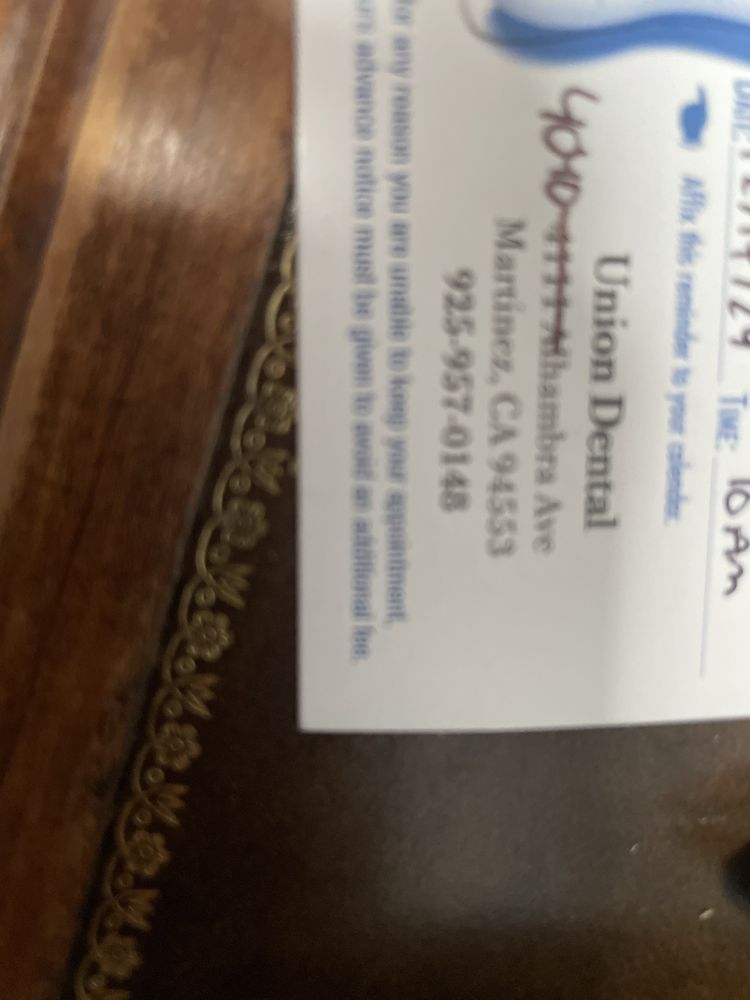 /24 TIME: 10 Am
Affix this reminder to your calendar.
Union Dental
4040 1111 Alhambra Ave
Martinez, CA 94553
925-957-0148
for any reason you are unable to keep your appointment,
advance notice must be given to avoid an additional fee.